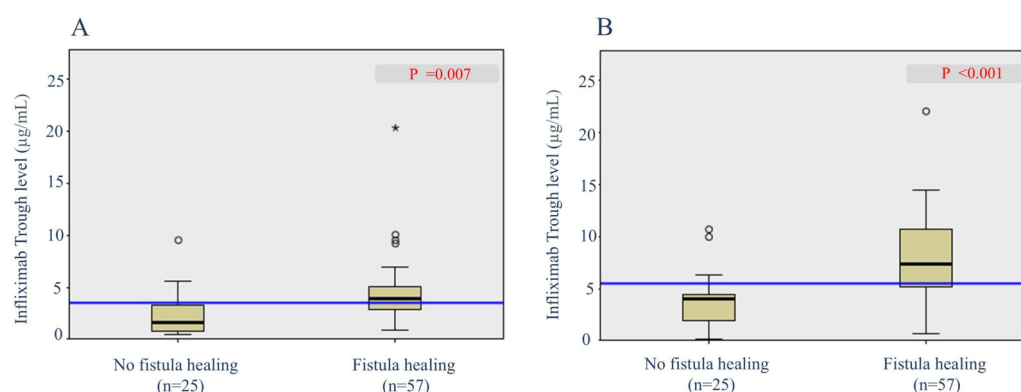 A
P =0.007
Infliximab Trough level (µg/mL)
25
20
15
10
5
0
No fistula healing
(n=25)
Fistula healing
(n=57)
B
P <0.001
Infliximab Trough level (µg/mL)
25
20
15
10
5
0
No fistula healing
(n=25)
Fistula healing
(n=57)